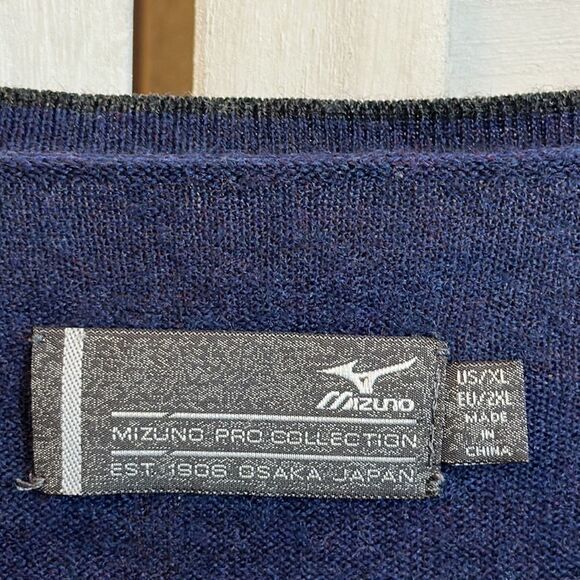 Mizuno
MIZUNO PRO COLLECTION
EST. 1906 OSAKA JAPAN
US/XL
EU/2XL
MADE
IN
CHINA